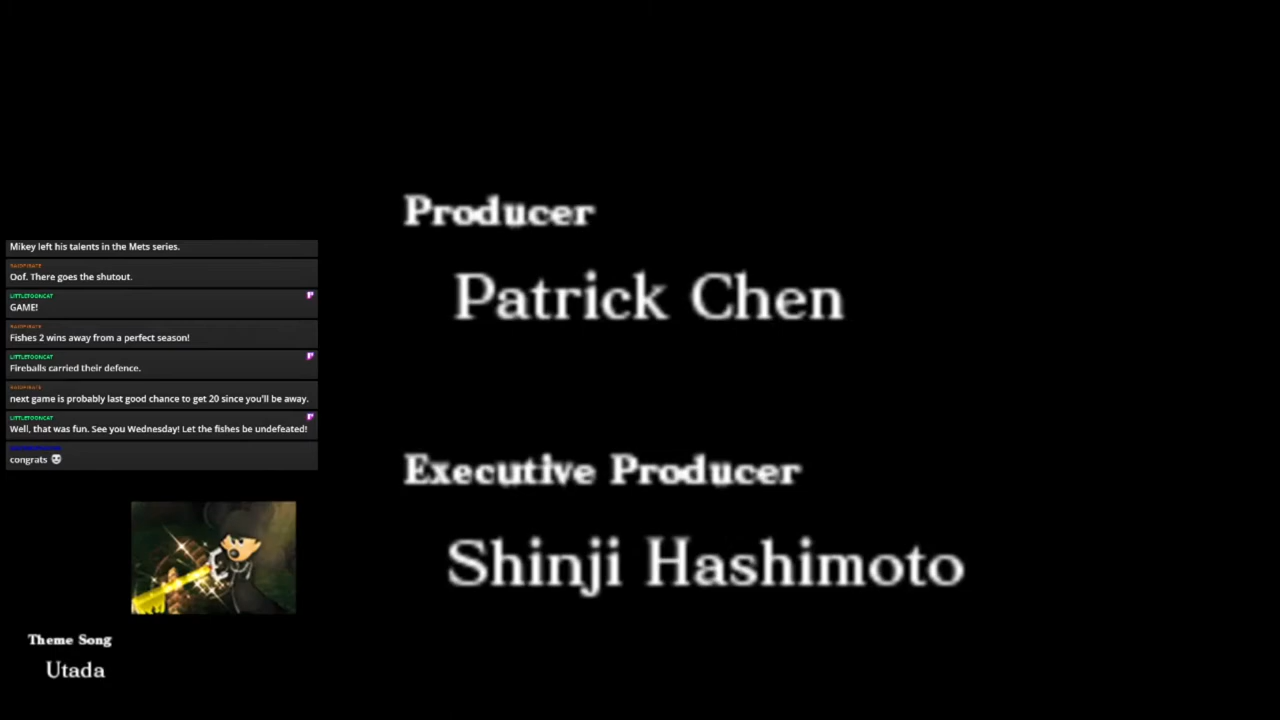 Mikey left his talents in the Mets series.
Oof. There goes the shutout.
LITTLETOONCAT
GAME!
Fishes 2 wins away from a perfect season!
LITTLETOONCAT
Fireballs carried their defence.
next game is probably last good chance to get 20 since you'll be away.
LITTLETOONCAT
Well, that was fun. See you Wednesday! Let the fishes be undefeated!
congrats
Producer
Patrick Chen
Executive Producer
Shinji Hashimoto
Theme Song
Utada